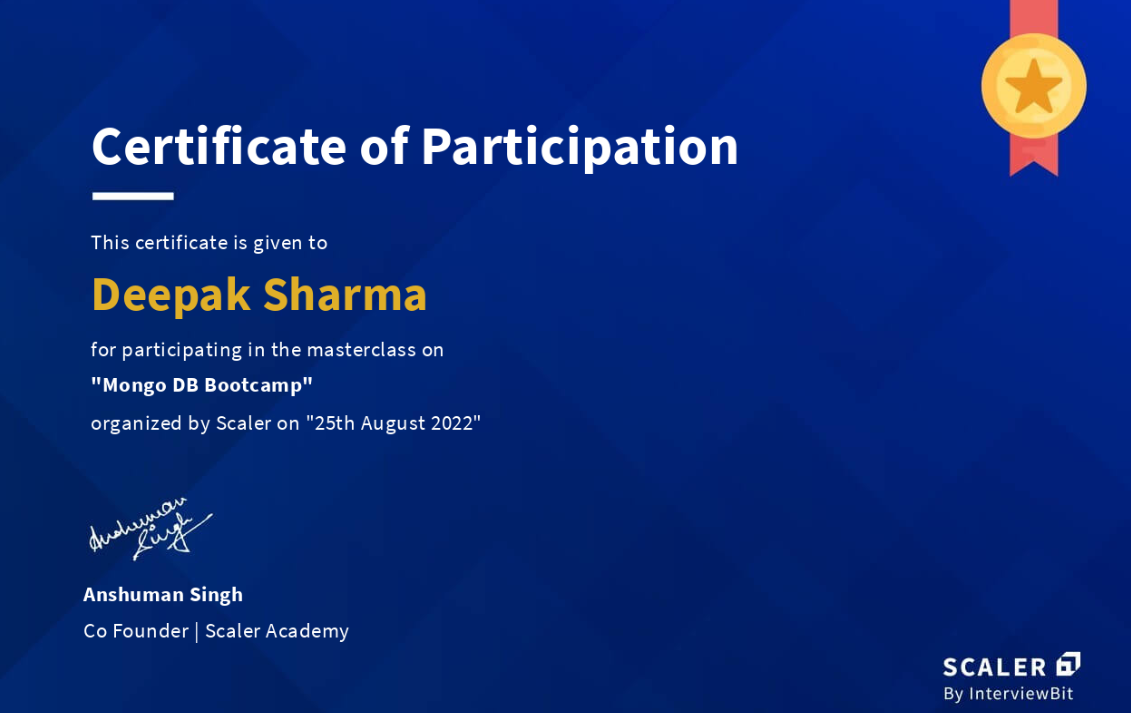 Certificate of Participation
This certificate is given to
Deepak Sharma
for participating in the masterclass on
"Mongo DB Bootcamp"
organized by Scaler on "25th August 2022"
Anshuman
Singh
Anshuman Singh
Co Founder | Scaler Academy
SCALER
By InterviewBit